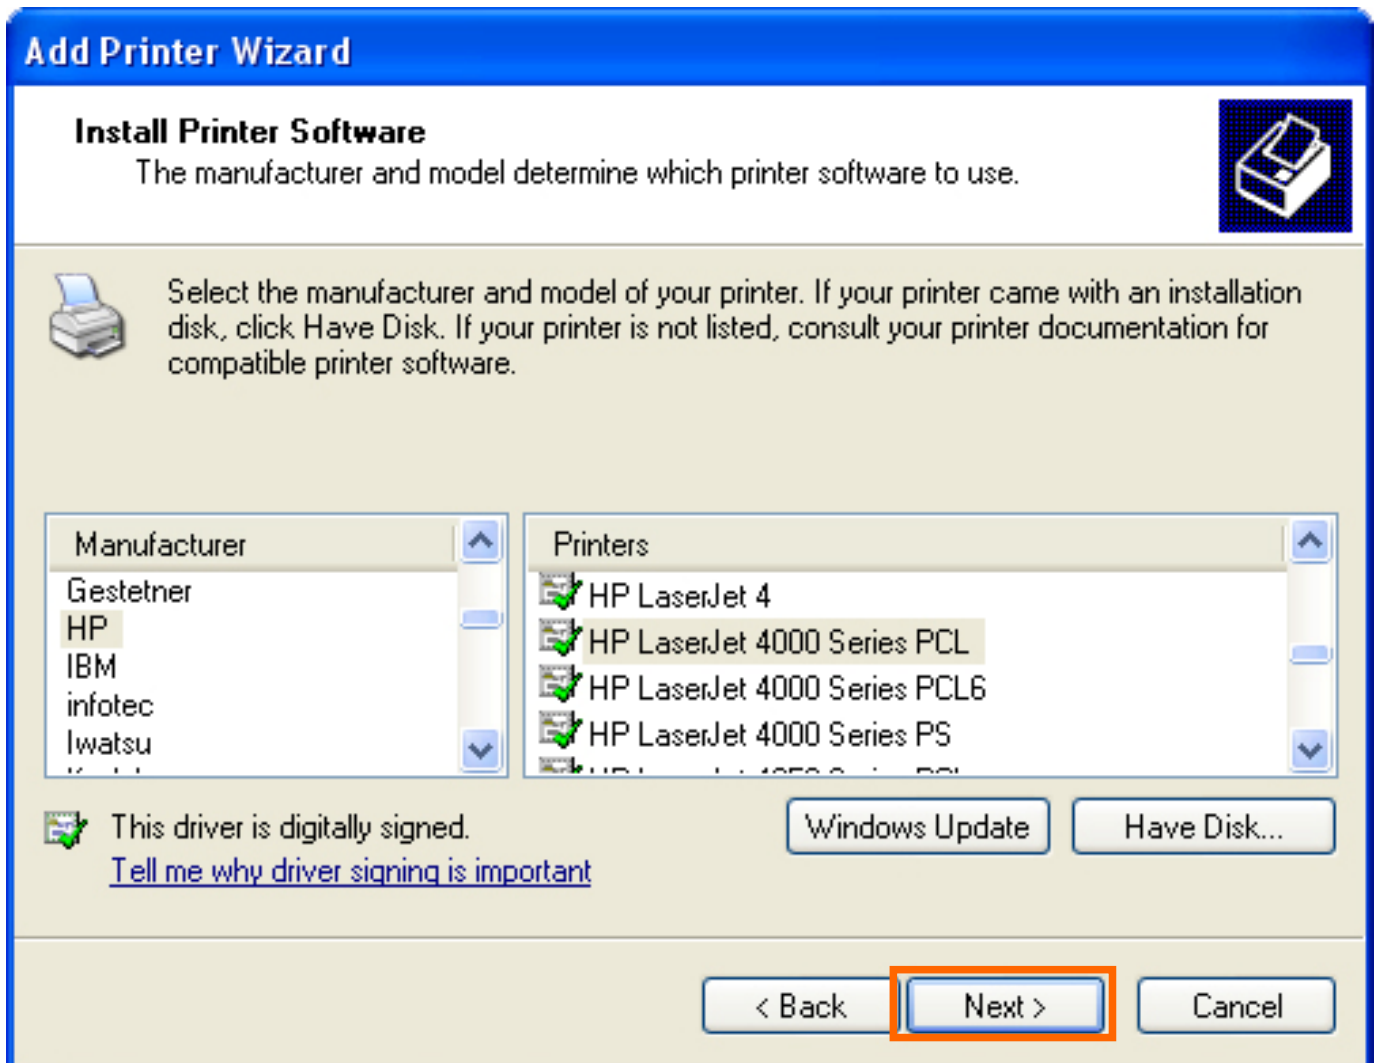 Add Printer Wizard
Install Printer Software
The manufacturer and model determine which printer software to use.
Select the manufacturer and model of your printer. If your printer came with an installation
disk, click Have Disk. If your printer is not listed, consult your printer documentation for
compatible printer software.
Manufacturer
Gestetner
HP
IBM
infotec
Iwatsu
Printers
HP LaserJet 4
HP LaserJet 4000 Series PCL
HP LaserJet 4000 Series PCL6
HP LaserJet 4000 Series PS
This driver is digitally signed.
Tell me why driver signing is important
Windows Update
Have Disk...
< Back
Next >
Cancel